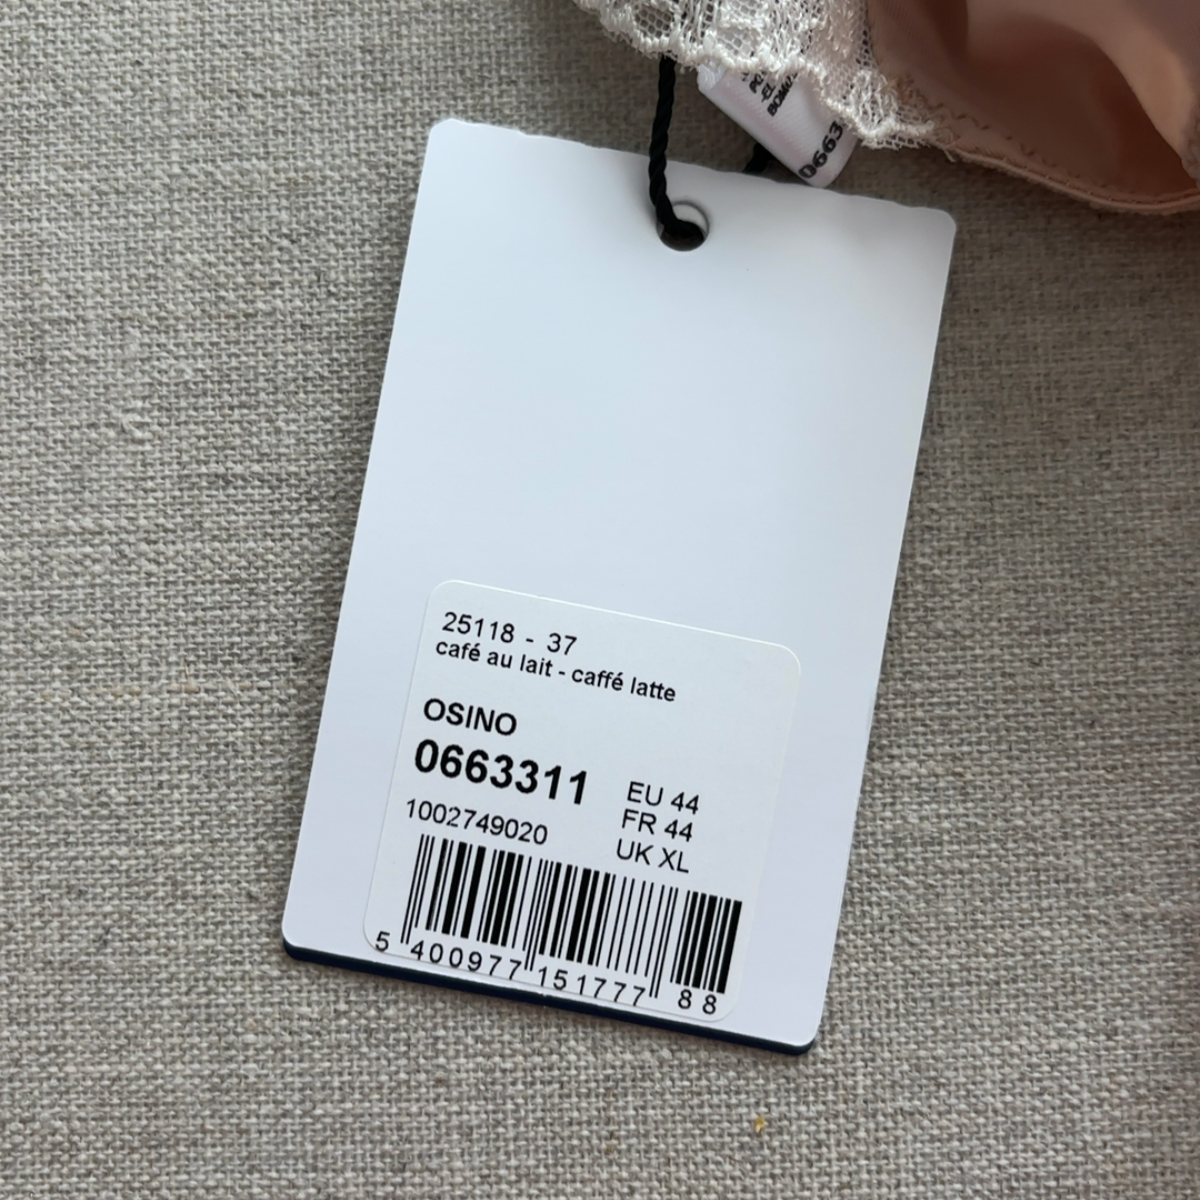 0663
25118 - 37
café au lait - caffé latte
OSINO
0663311
EU 44
FR 44
1002749020
UK XL
5 400977 151777 88